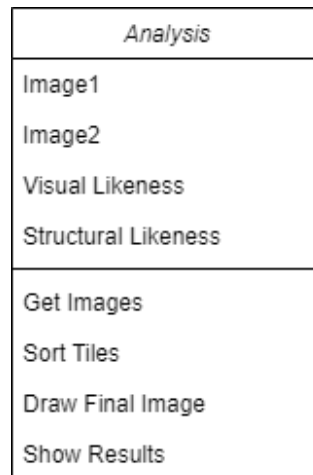 Analysis
Image1
Image2
Visual Likeness
Structural Likeness
Get Images
Sort Tiles
Draw Final Image
Show Results